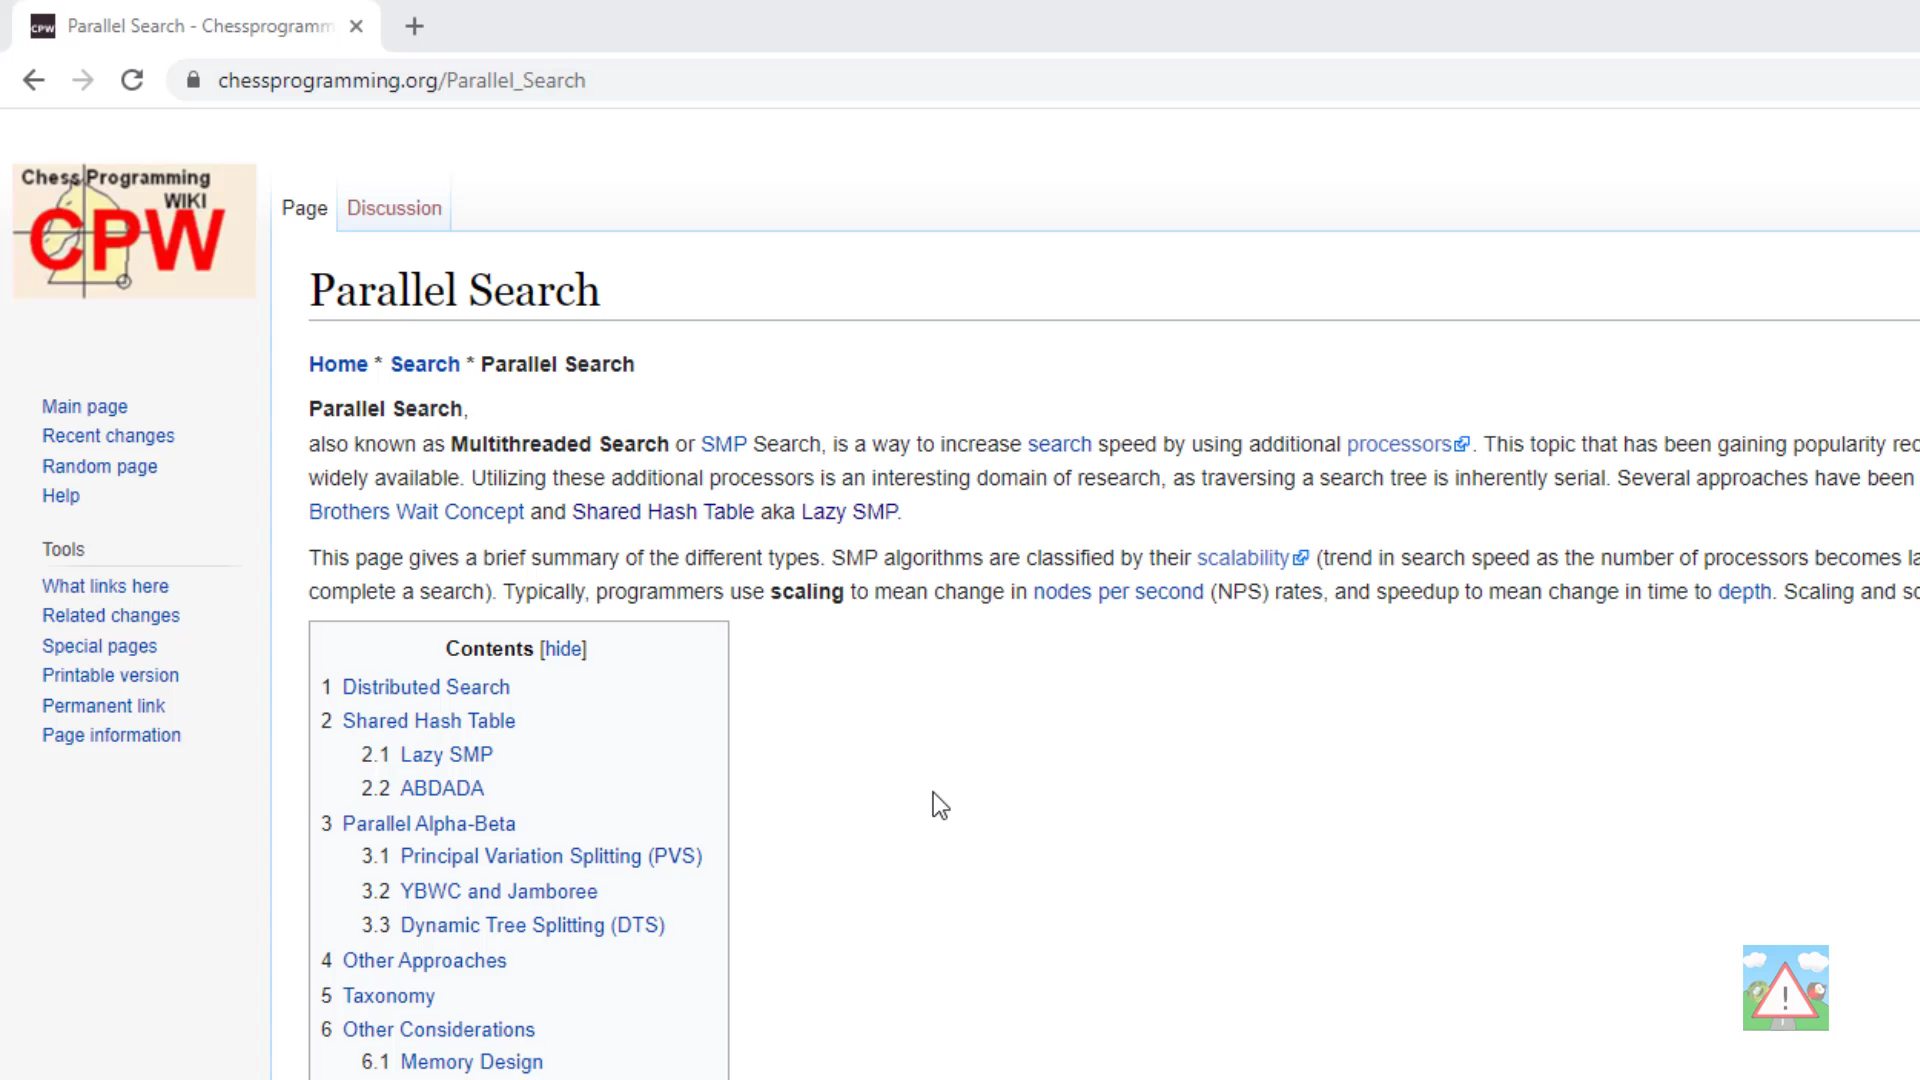 CPW Parallel Search - Chessprogramm
chessprogramming.org/Parallel_Search
Chess Programming
WIKI
CPW
Page Discussion
Parallel Search
Home * Search * Parallel Search
Parallel Search,
also known as Multithreaded Search or SMP Search, is a way to increase search speed by using additional processors. This topic that has been gaining popularity rec
widely available. Utilizing these additional processors is an interesting domain of research, as traversing a search tree is inherently serial. Several approaches have been
Brothers Wait Concept and Shared Hash Table aka Lazy SMP.
This page gives a brief summary of the different types. SMP algorithms are classified by their scalability (trend in search speed as the number of processors becomes la
complete a search). Typically, programmers use scaling to mean change in nodes per second (NPS) rates, and speedup to mean change in time to depth. Scaling and sc
Main page
Recent changes
Random page
Help
Tools
What links here
Related changes
Special pages
Printable version
Permanent link
Page information
Contents [hide]
1 Distributed Search
2 Shared Hash Table
2.1 Lazy SMP
2.2 ABDADA
3 Parallel Alpha-Beta
3.1 Principal Variation Splitting (PVS)
3.2 YBWC and Jamboree
3.3 Dynamic Tree Splitting (DTS)
4 Other Approaches
5 Taxonomy
6 Other Considerations
6.1 Memory Design
!